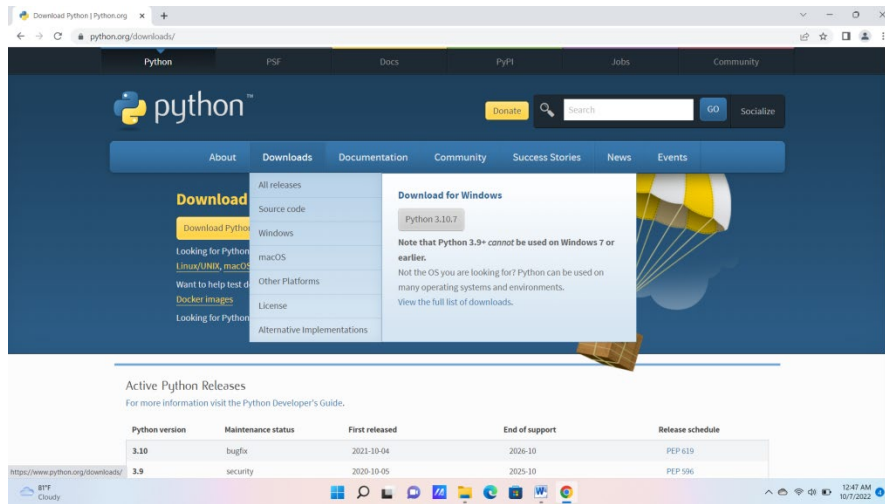 Download Python | Python.org
python.org/downloads/
Python PSF Docs PyPI Jobs Community
python™
Donate Search GO Socialize
About Downloads Documentation Community Success Stories News Events
Download
Download Pytho
Looking for Python
Linux/UNIX, macOS
Want to help test d
Docker images
Looking for Python
All releases
Source code
Windows
macOS
Other Platforms
License
Alternative Implementations
Download for Windows
Python 3.10.7
Note that Python 3.9+ cannot be used on Windows 7 or
earlier.
Not the OS you are looking for? Python can be used on
many operating systems and environments.
View the full list of downloads.
Active Python Releases
For more information visit the Python Developer's Guide.
Python version Maintenance status First released End of support Release schedule
3.10 bugfix 2021-10-04 2026-10 PEP 619
3.9 security 2020-10-05 2025-10 PEP 596
https://www.python.org/downloads/
81°F
Cloudy
12:47 AM
10/7/2022